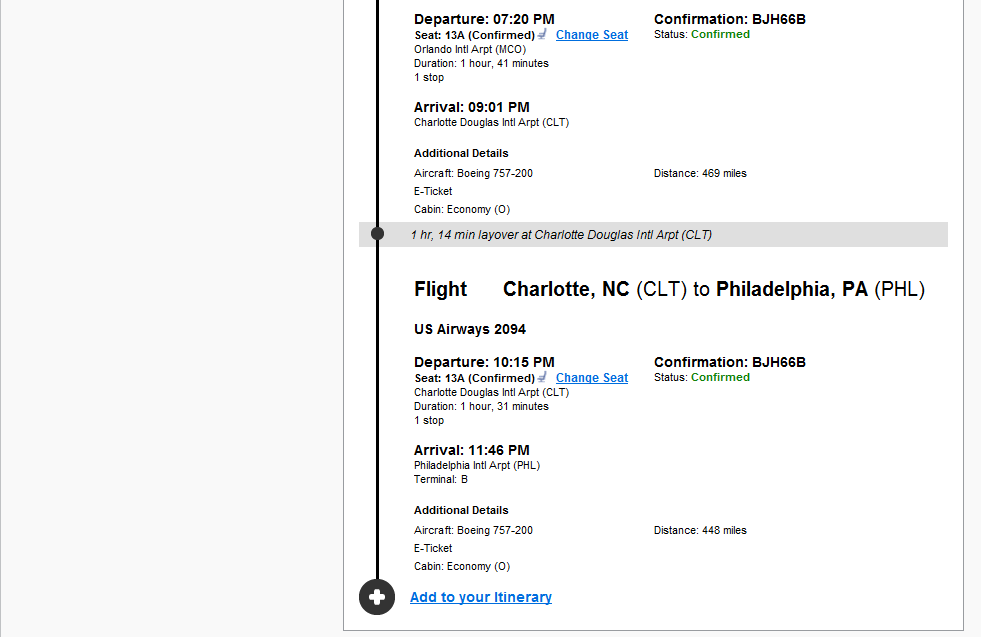 Departure: 07:20 PM Confirmation: BJH66B
Seat: 13A (Confirmed) Change Seat Status: Confirmed
Orlando Intl Arpt (MCO)
Duration: 1 hour, 41 minutes
1 stop
Arrival: 09:01 PM
Charlotte Douglas Intl Arpt (CLT)
Additional Details
Aircraft: Boeing 757-200 Distance: 469 miles
E-Ticket
Cabin: Economy (O)
1 hr, 14 min layover at Charlotte Douglas Intl Arpt (CLT)
Flight Charlotte, NC (CLT) to Philadelphia, PA (PHL)
US Airways 2094
Departure: 10:15 PM Confirmation: BJH66B
Seat: 13A (Confirmed) Change Seat Status: Confirmed
Charlotte Douglas Intl Arpt (CLT)
Duration: 1 hour, 31 minutes
1 stop
Arrival: 11:46 PM
Philadelphia Intl Arpt (PHL)
Terminal: B
Additional Details
Aircraft: Boeing 757-200 Distance: 448 miles
E-Ticket
Cabin: Economy (O)
Add to your Itinerary